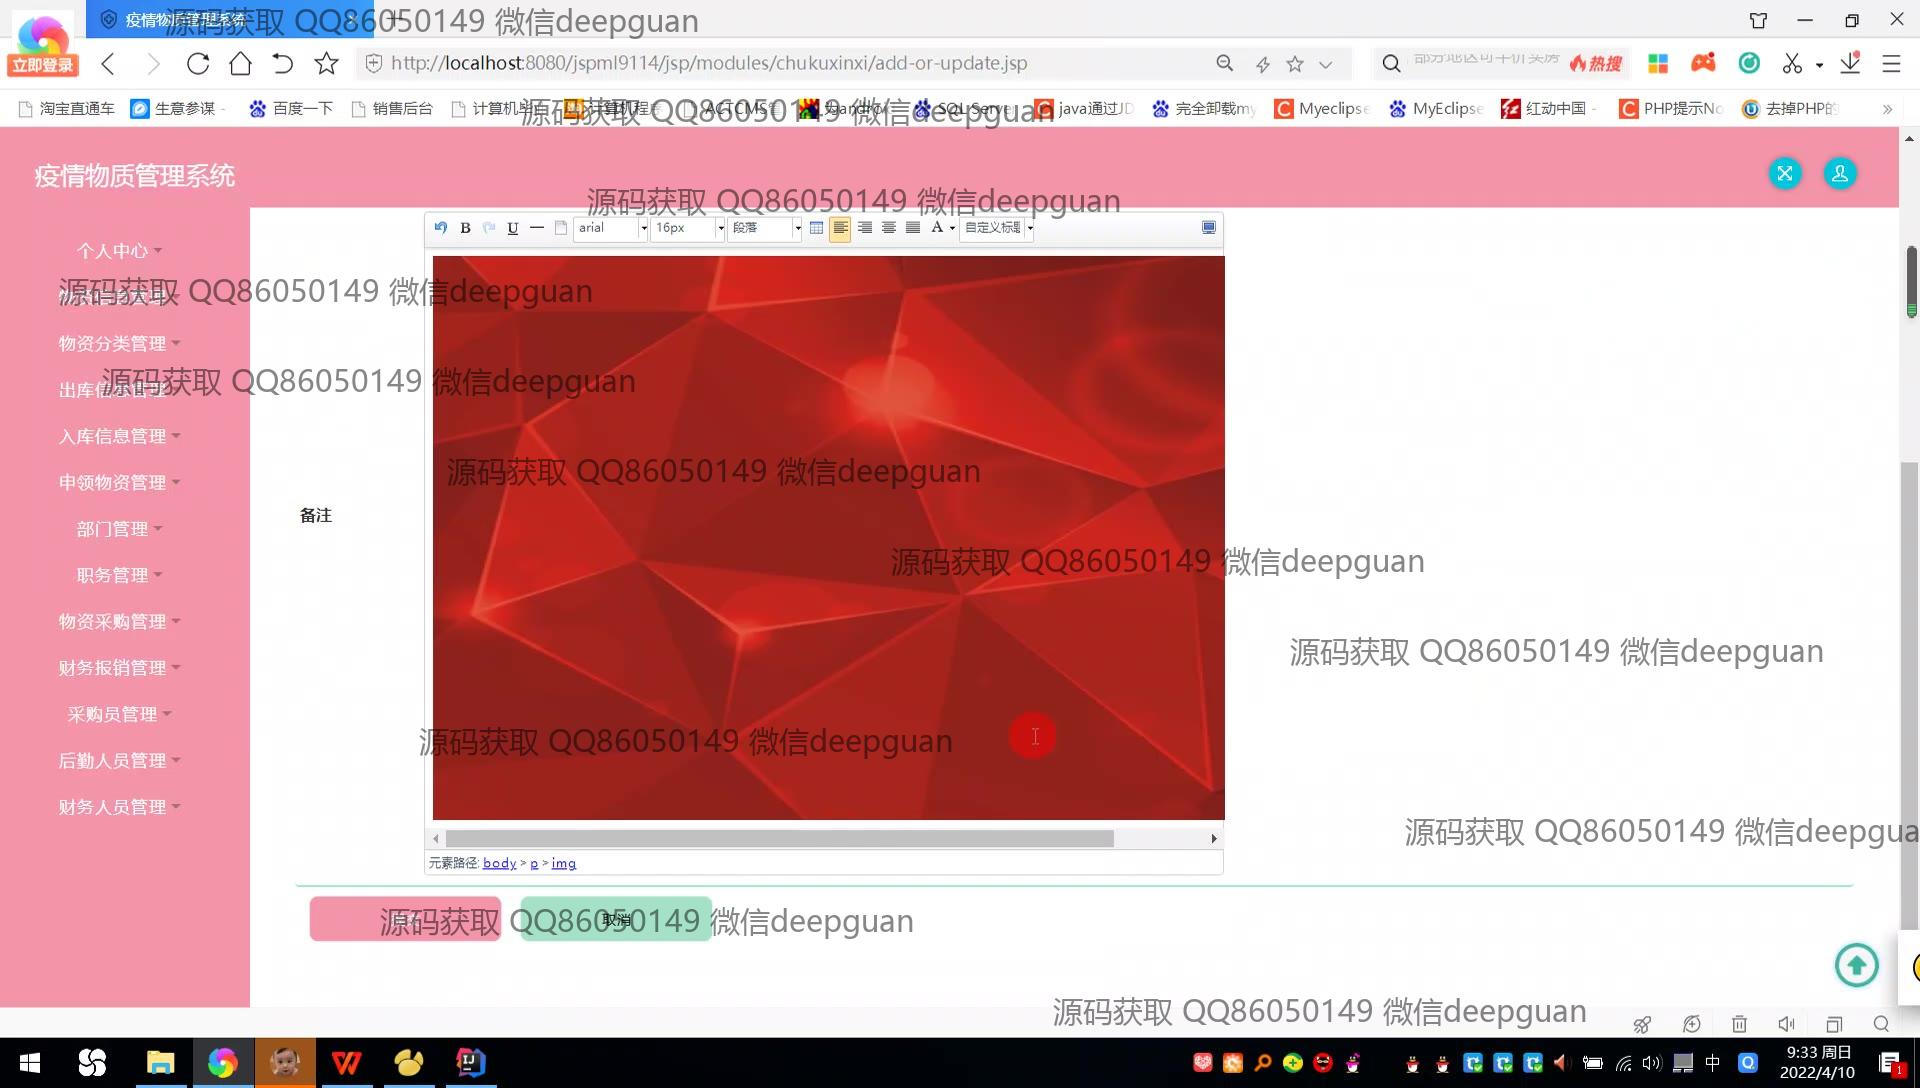 疫情物质管理系统
源码获取 QQ86050149 微信deepguan
立即登录
http://localhost:8080/jspml9114/jsp/modules/chukuxinxi/add-or-update.jsp
热搜
淘宝直通车
生意参谋 -
百度一下
销售后台
计算机毕
源码获取 QQ86050149 微信deepguan
java通过JD
完全卸载my
Myeclipse
MyEclipse
红动中国 -
PHP提示No
去掉PHP的
疫情物质管理系统
源码获取 QQ86050149 微信deepguan
B U arial 16px 段落 A 自定义标题
个人中心
源码获取 QQ86050149 微信deepguan
物资分类管理
源码获取 QQ86050149 微信deepguan
出库信息管理
入库信息管理
源码获取 QQ86050149 微信deepguan
申领物资管理
备注
部门管理
源码获取 QQ86050149 微信deepguan
职务管理
物资采购管理
源码获取 QQ86050149 微信deepguan
财务报销管理
采购员管理
源码获取 QQ86050149 微信deepguan
后勤人员管理
财务人员管理
源码获取 QQ86050149 微信deepgua
元素路径: body > p > img
源码获取 QQ86050149 微信deepguan
取消
源码获取 QQ86050149 微信deepguan
中
9:33 周日
2022/4/10
1